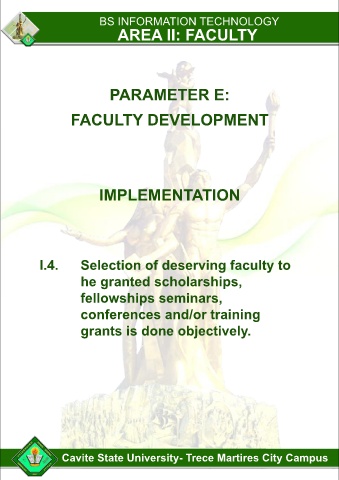 BS INFORMATION TECHNOLOGY
AREA II: FACULTY
PARAMETER E:
FACULTY DEVELOPMENT
IMPLEMENTATION
I.4. Selection of deserving faculty to
he granted scholarships,
fellowships seminars,
conferences and/or training
grants is done objectively.
Cavite State University- Trece Martires City Campus